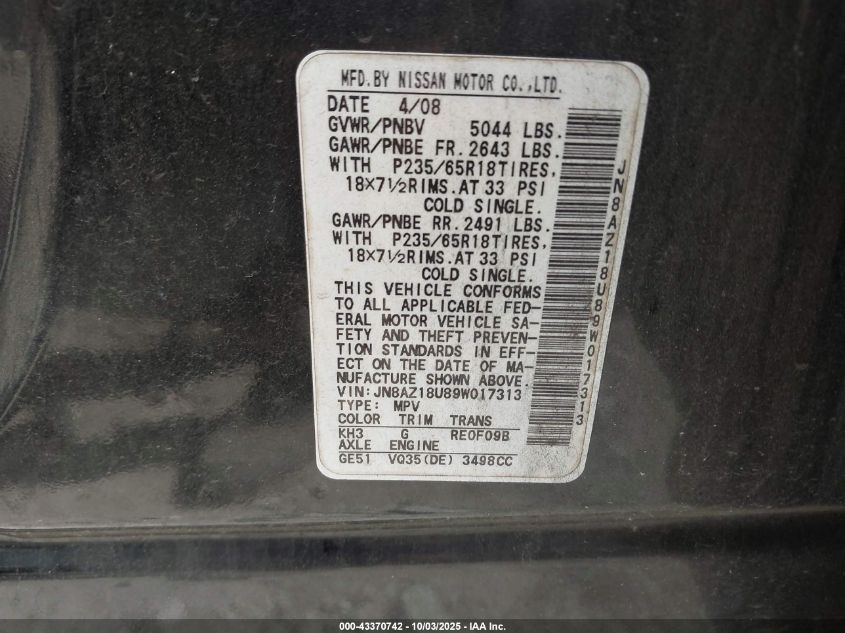 MFD.BY NISSAN MOTOR CO.,LTD.
DATE 4/08
GVWR/PNBV 5044 LBS.
GAWR/PNBE FR. 2643 LBS.
WITH P235/65R18TIRES,
18×7½RIMS.AT 33 PSI
COLD SINGLE.
GAWR/PNBE RR. 2491 LBS.
WITH P235/65R18TIRES,
18×7½RIMS.AT 33 PSI
COLD SINGLE.
THIS VEHICLE CONFORMS
TO ALL APPLICABLE FED-
ERAL MOTOR VEHICLE SA-
FETY AND THEFT PREVEN-
TION STANDARDS IN EFF-
ECT ON THE DATE OF MA-
NUFACTURE SHOWN ABOVE.
VIN:JN8AZ18U89W017313
TYPE: MPV
COLOR TRIM TRANS
KH3 G RE0F09B
AXLE ENGINE
GE51 VQ35(DE) 3498CC
JN8AZ18U89W017313
000-43370742 - 10/03/2025 - IAA Inc.